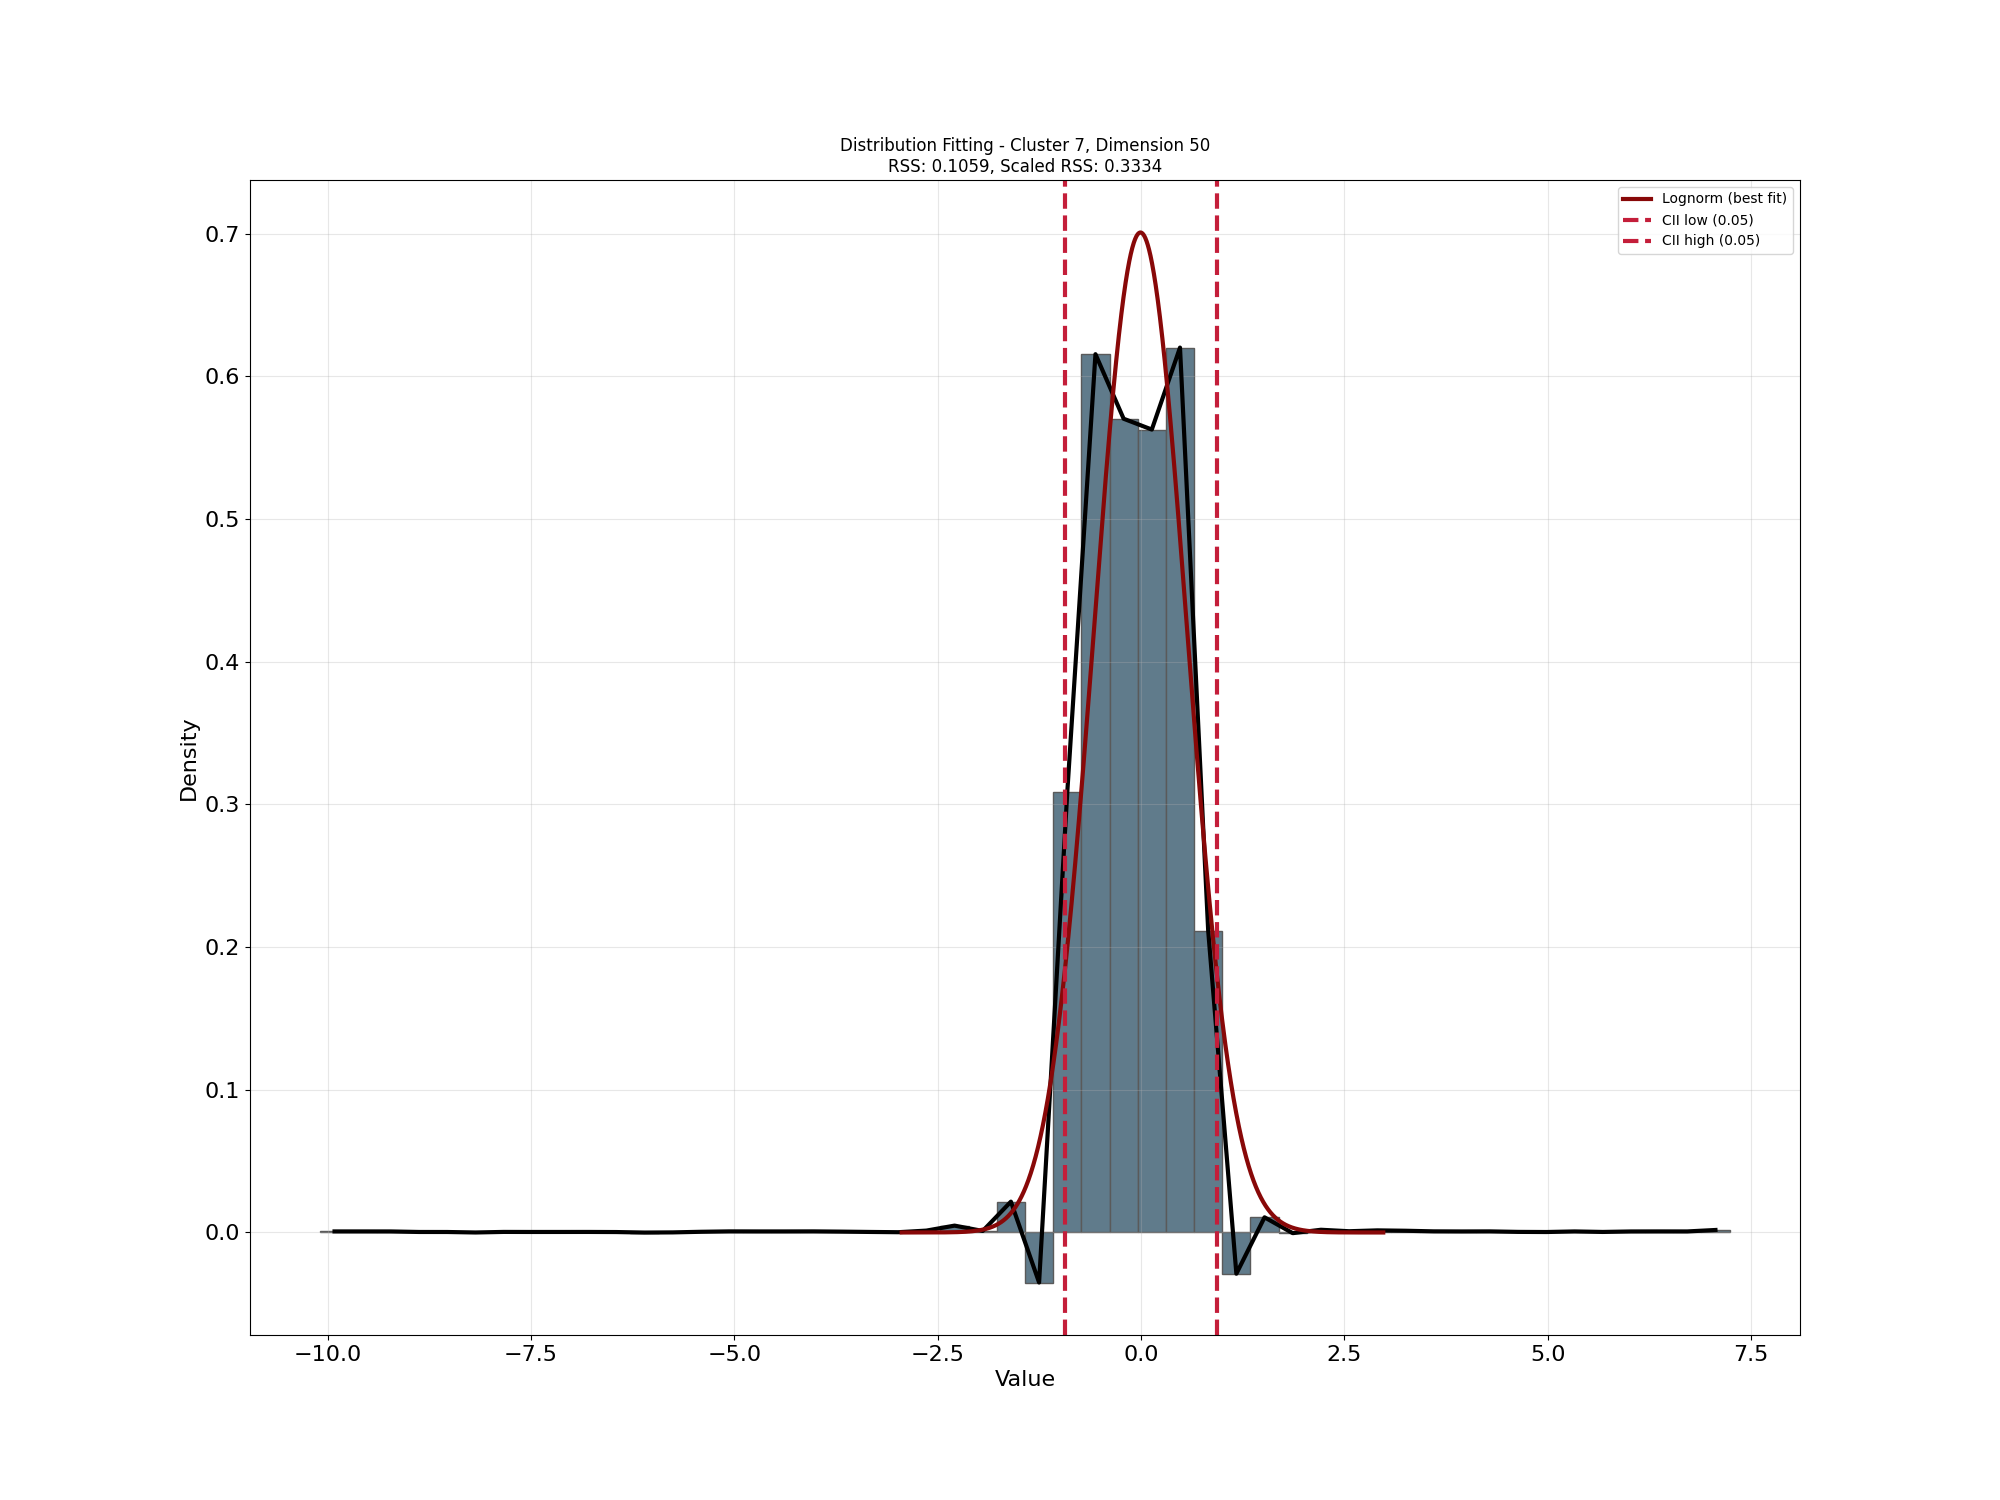 Distribution Fitting - Cluster 7, Dimension 50
RSS: 0.1059, Scaled RSS: 0.3334
Lognorm (best fit)
CII low (0.05)
CII high (0.05)
0.7
0.6
0.5
0.4
0.3
0.2
0.1
0.0
Density
−10.0 −7.5 −5.0 −2.5 0.0 2.5 5.0 7.5
Value